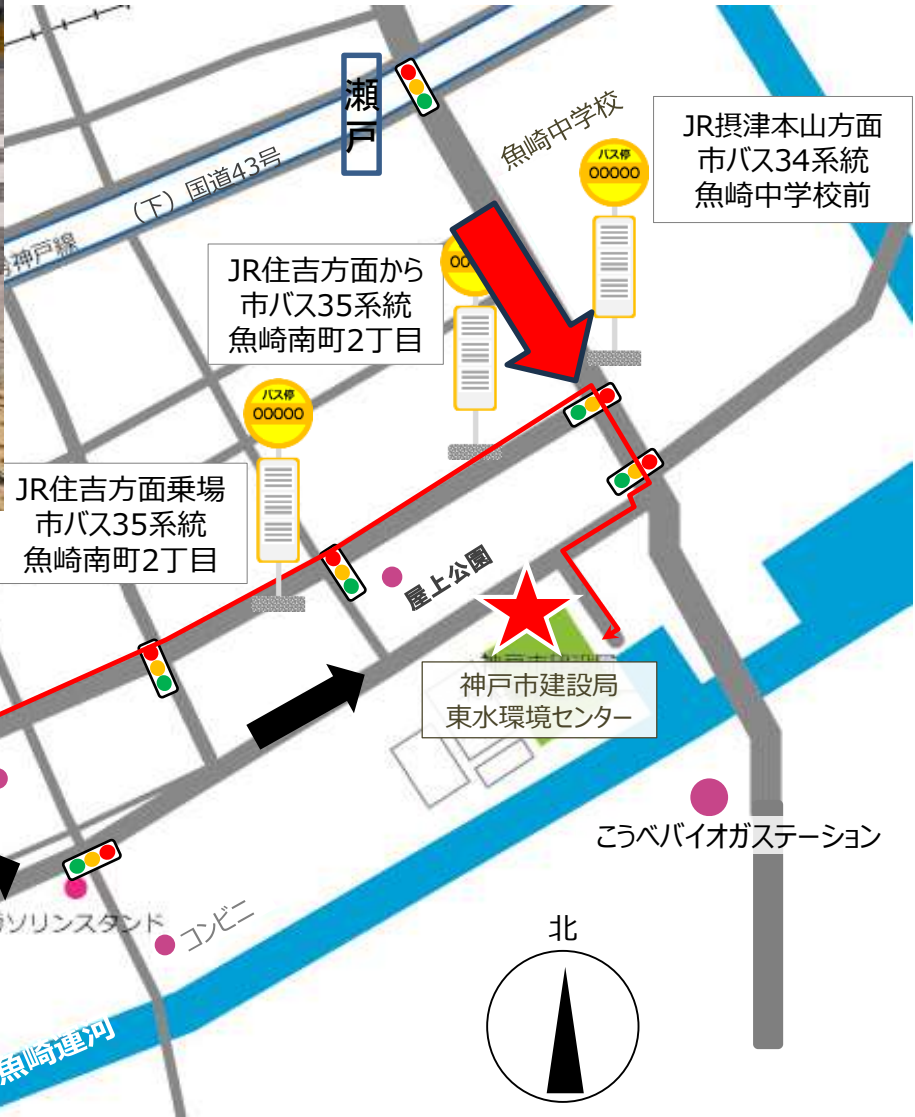 瀬戸
魚崎中学校
JR摂津本山方面
市バス34系統
魚崎中学校前
バス停
00000
(下)国道43号
神戸線
JR住吉方面から
市バス35系統
魚崎南町2丁目
00
バス停
00000
JR住吉方面乗場
市バス35系統
魚崎南町2丁目
屋上公園
神戸市建設局
東水環境センター
こうべバイオガステーション
ソリンスタンド
コンビニ
北
魚崎運河